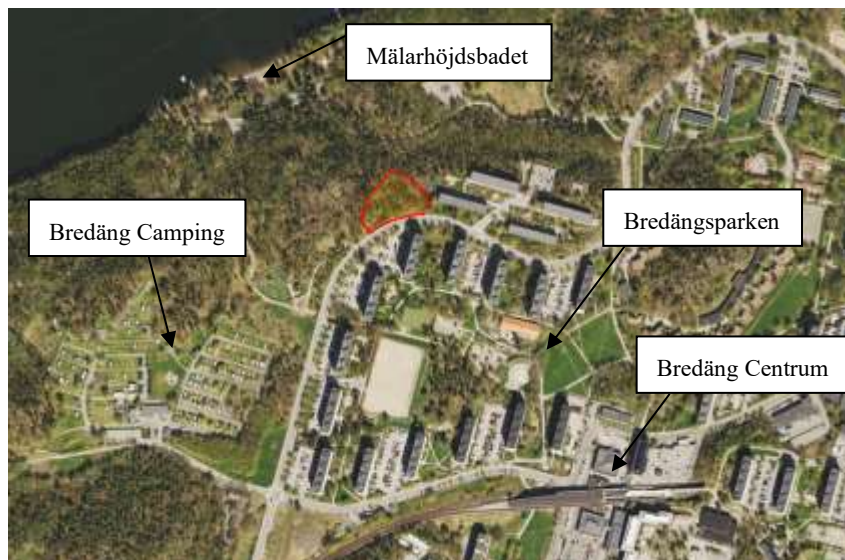 Mälarhöjdsbadet
Bredäng Camping
Bredängsparken
Bredäng Centrum